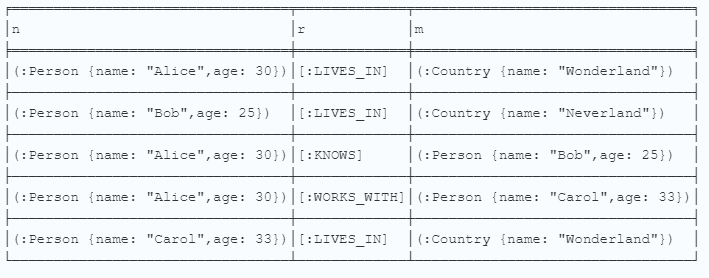 n r m
(:Person {name: "Alice",age: 30}) [:LIVES_IN] (:Country {name: "Wonderland"})
(:Person {name: "Bob",age: 25}) [:LIVES_IN] (:Country {name: "Neverland"})
(:Person {name: "Alice",age: 30}) [:KNOWS] (:Person {name: "Bob",age: 25})
(:Person {name: "Alice",age: 30}) [:WORKS_WITH] (:Person {name: "Carol",age: 33})
(:Person {name: "Carol",age: 33}) [:LIVES_IN] (:Country {name: "Wonderland"})